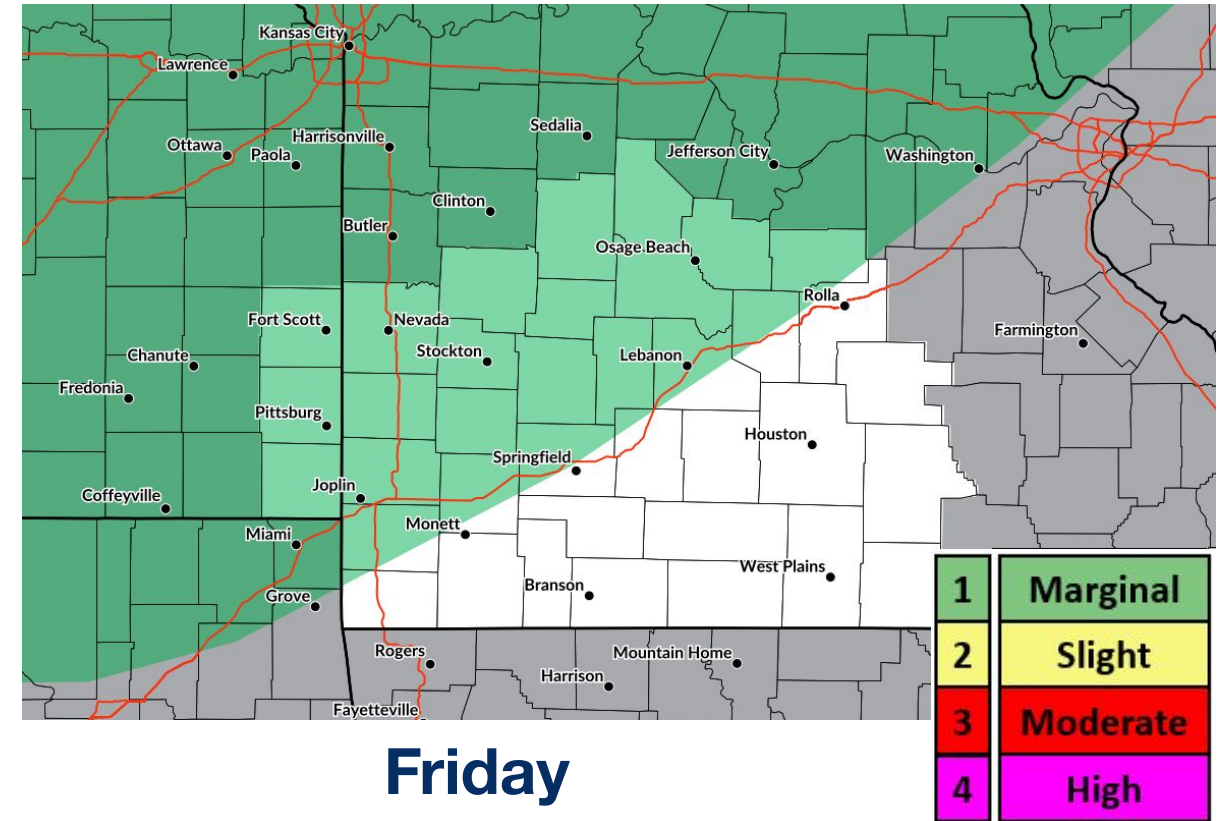 Kansas City
Lawrence
Sedalia
Harrisonville
Ottawa
Paola
Jefferson City
Washington
Clinton
Butler
Osage Beach
Rolla
Fort Scott
Nevada
Farmington
Stockton
Chanute
Lebanon
Fredonia
Pittsburg
Houston
Springfield
Joplin
Coffeyville
Monett
Miami
West Plains
Branson
Grove
Rogers
Mountain Home
Harrison
Fayetteville
Friday
1 Marginal
2 Slight
3 Moderate
4 High